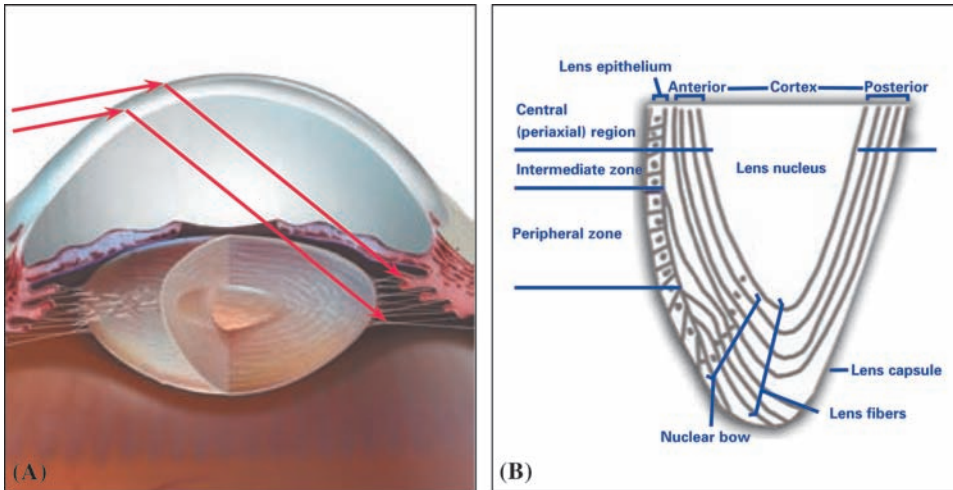 (A)
Lens epithelium
Anterior Cortex Posterior
Central
(periaxial) region
Lens nucleus
Intermediate zone
Peripheral zone
Lens capsule
Lens fibers
Nuclear bow
(B)